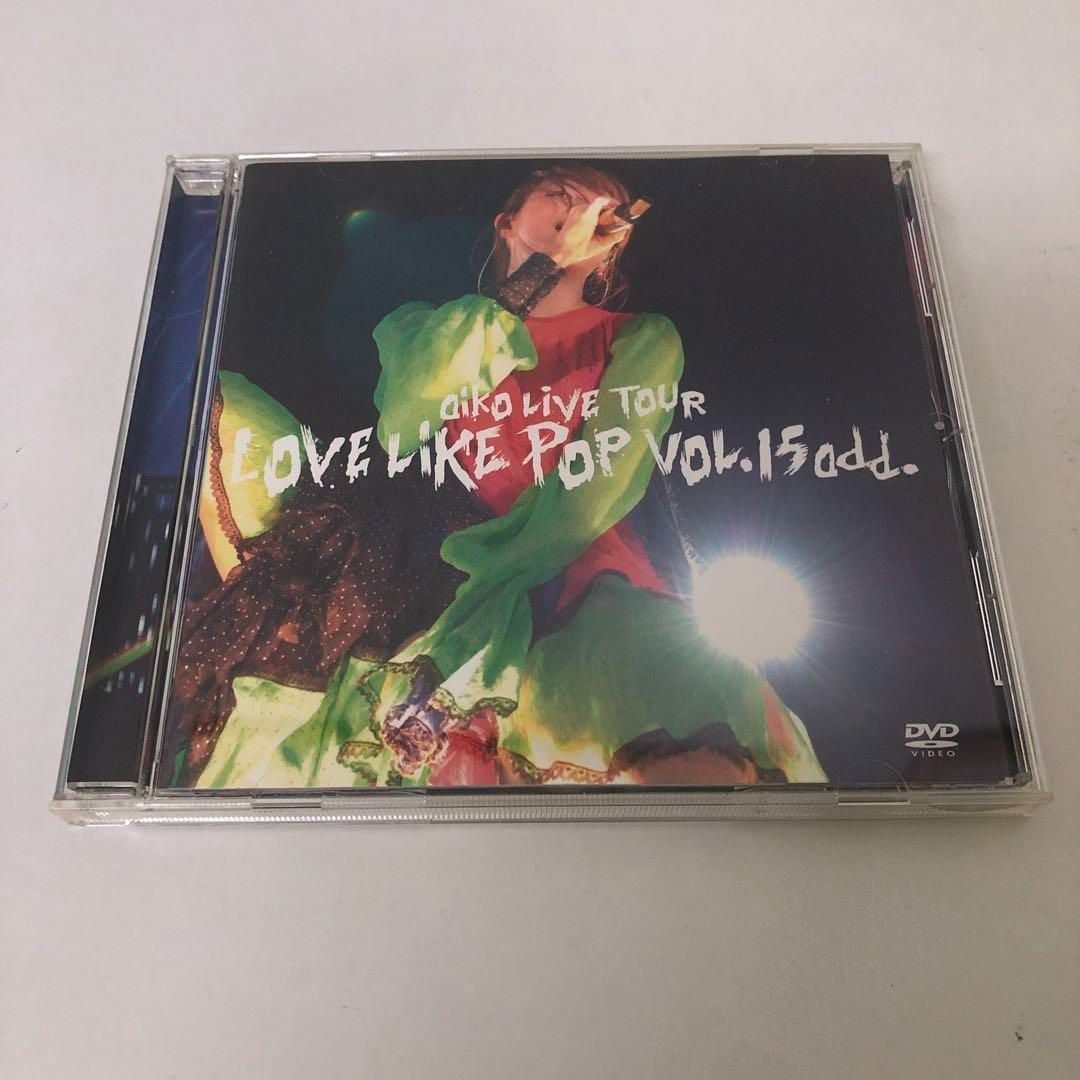 aiko LiVE TOUR
LOVE LiKE POP VOL.15 add.
DVD
VIDEO